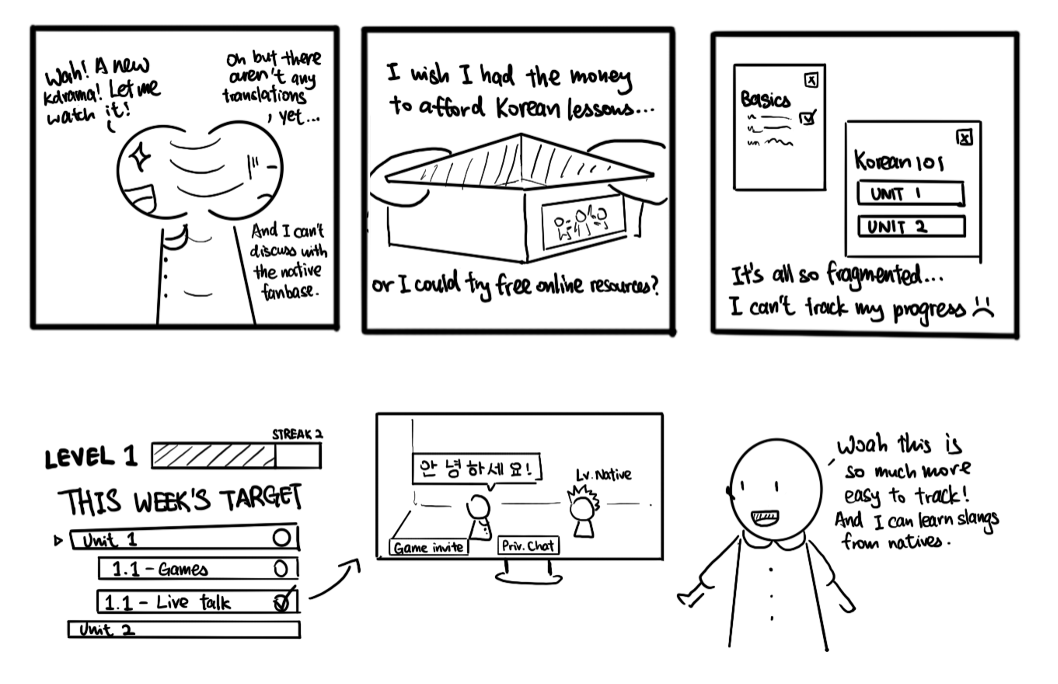 Wah! A new
Kdrama! Let me
watch it!
Oh but there
aren't any
translations
, yet...
And I can't
discuss with
the native
fanbase.
I wish I had the money
to afford Korean lessons...
or I could try free online resources?
Basics
Korean 101
UNIT 1
UNIT 2
It's all so fragmented...
I can't track my progress
STREAK 2
LEVEL 1
THIS WEEK'S TARGET
Unit 1
1.1 - Games
1.1 - Live talk
Unit 2
안녕하세요!
Lv. Native
Game invite
Priv. Chat
Woah this is
so much more
easy to track!
And I can learn slangs
from natives.